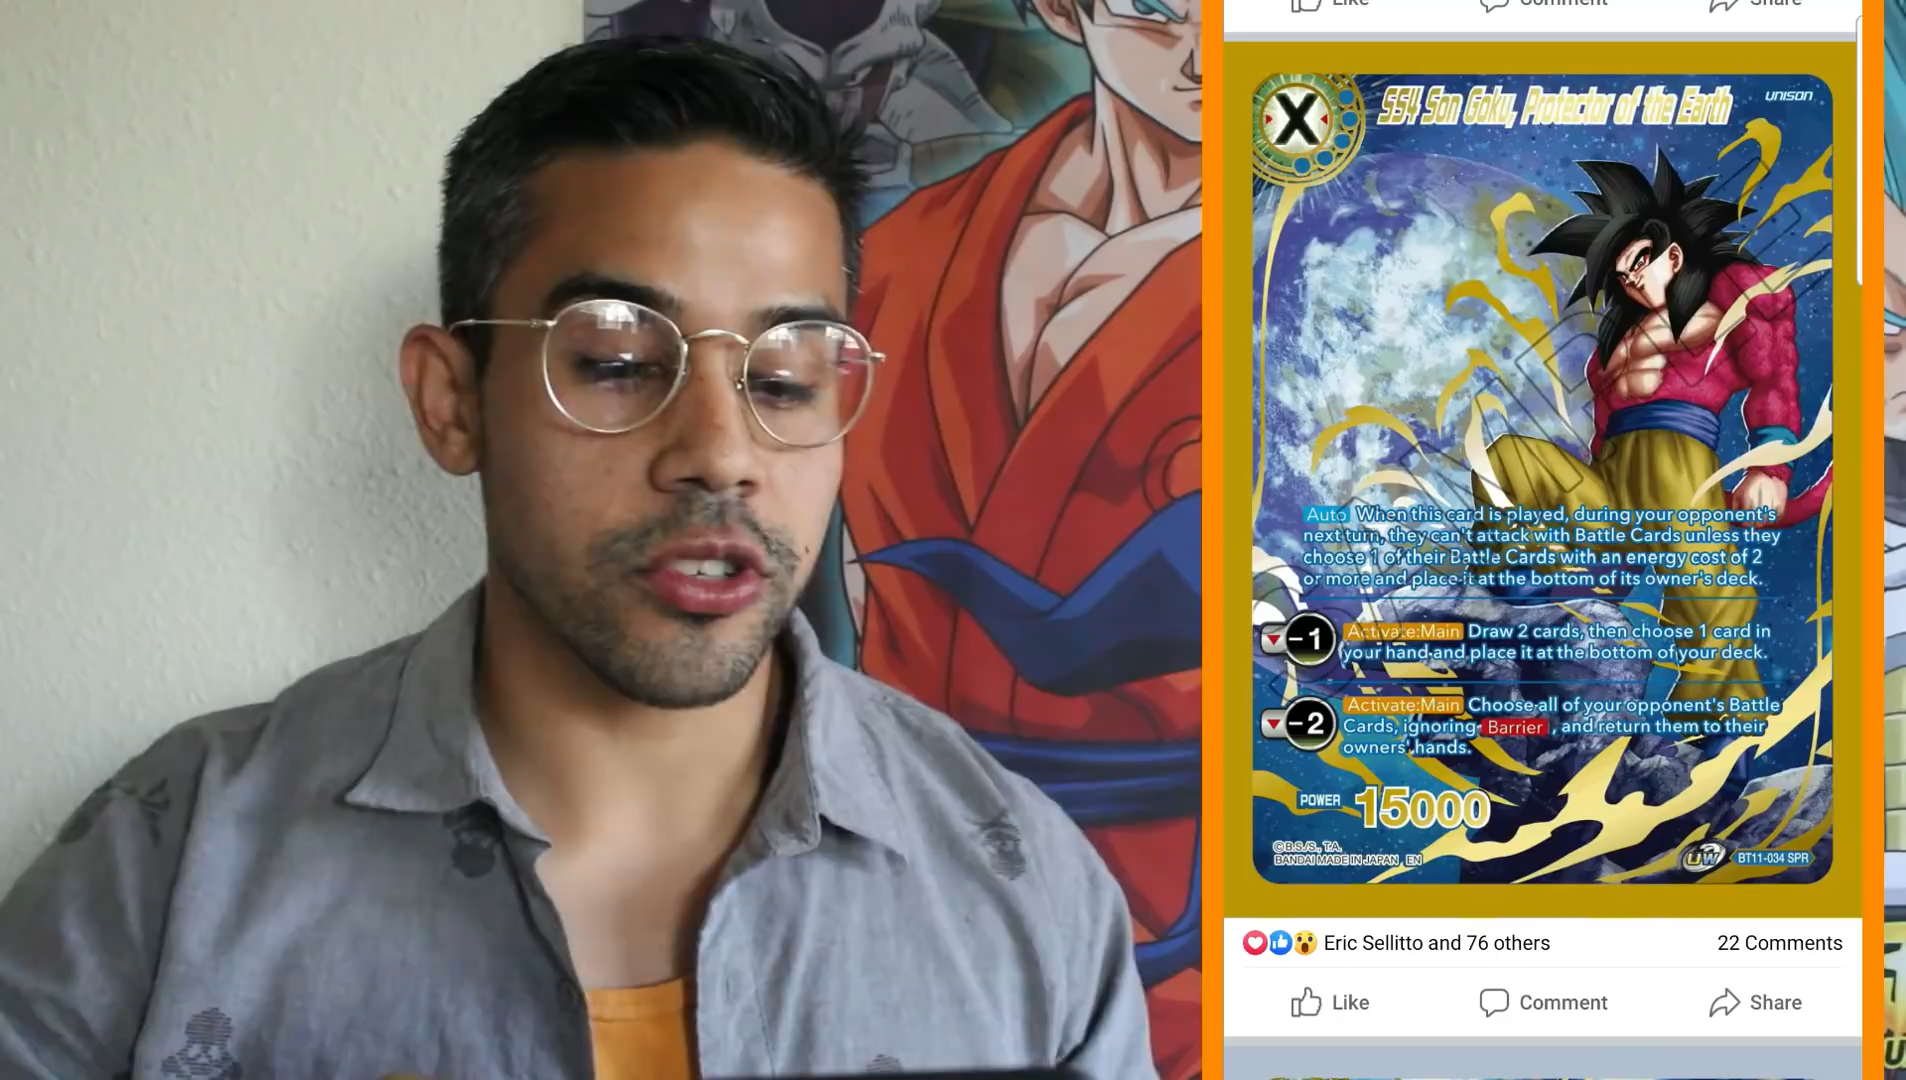 Like Comment Share
X
SS4 Son Goku, Protector of the Earth
UNISON
Auto When this card is played, during your opponent's
next turn, they can't attack with Battle Cards unless they
choose 1 of their Battle Cards with an energy cost of 2
or more and place it at the bottom of its owner's deck.
-1 Activate:Main Draw 2 cards, then choose 1 card in
your hand and place it at the bottom of your deck.
-2 Activate:Main Choose all of your opponent's Battle
Cards, ignoring Barrier, and return them to their
owners' hands.
POWER 15000
© B.S./S., T.A.
BANDAI MADE IN JAPAN EN
UW BT11-034 SPR
Eric Sellitto and 76 others 22 Comments
Like Comment Share